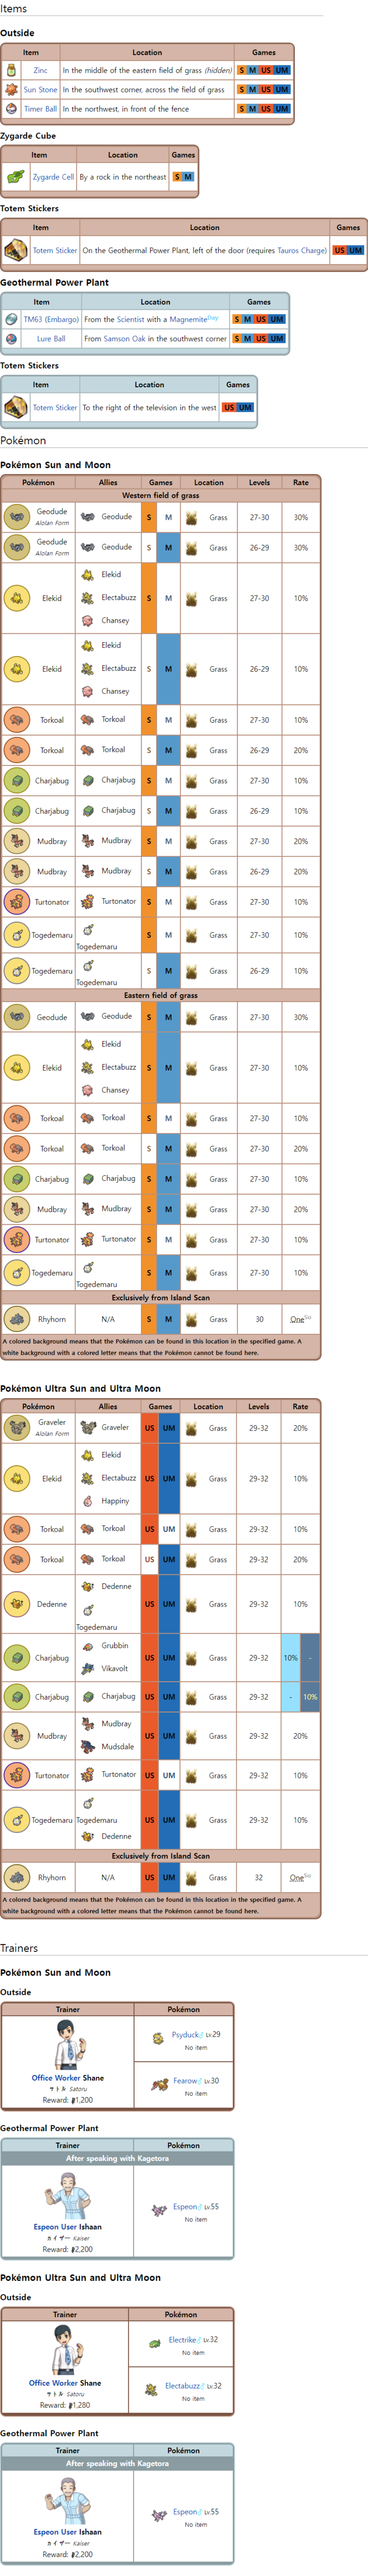 Items
Outside
Item Location Games
Zinc In the middle of the eastern field of grass (hidden) S M US UM
Sun Stone In the southwest corner, across the field of grass S M US UM
Timer Ball In the northwest, in front of the fence S M US UM
Zygarde Cube
Item Location Games
Zygarde Cell By a rock in the northeast S M
Totem Stickers
Item Location Games
Totem Sticker On the Geothermal Power Plant, left of the door (requires Tauros Charge) US UM
Geothermal Power Plant
Item Location Games
TM63 (Embargo) From the Scientist with a Magnemite Day S M US UM
Lure Ball From Samson Oak in the southwest corner S M US UM
Totem Stickers
Item Location Games
Totem Sticker To the right of the television in the west US UM
Pokémon
Pokémon Sun and Moon
Pokémon Allies Games Location Levels Rate
Western field of grass
Geodude Alolan Form Geodude S M Grass 27-30 30%
Geodude Alolan Form Geodude S M Grass 26-29 30%
Elekid Elekid Electabuzz Chansey S M Grass 27-30 10%
Elekid Elekid Electabuzz Chansey S M Grass 26-29 10%
Torkoal Torkoal S M Grass 27-30 10%
Torkoal Torkoal S M Grass 26-29 20%
Charjabug Charjabug S M Grass 27-30 10%
Charjabug Charjabug S M Grass 26-29 10%
Mudbray Mudbray S M Grass 27-30 20%
Mudbray Mudbray S M Grass 26-29 20%
Turtonator Turtonator S M Grass 27-30 10%
Togedemaru Togedemaru S M Grass 27-30 10%
Togedemaru Togedemaru S M Grass 26-29 10%
Eastern field of grass
Geodude Geodude S M Grass 27-30 30%
Elekid Elekid Electabuzz Chansey S M Grass 27-30 10%
Torkoal Torkoal S M Grass 27-30 10%
Torkoal Torkoal S M Grass 27-30 20%
Charjabug Charjabug S M Grass 27-30 10%
Mudbray Mudbray S M Grass 27-30 20%
Turtonator Turtonator S M Grass 27-30 10%
Togedemaru Togedemaru S M Grass 27-30 10%
Exclusively from Island Scan
Rhyhorn N/A S M Grass 30 One Su
A colored background means that the Pokémon can be found in this location in the specified game. A
white background with a colored letter means that the Pokémon cannot be found here.
Pokémon Ultra Sun and Ultra Moon
Pokémon Allies Games Location Levels Rate
Graveler Alolan Form Graveler US UM Grass 29-32 20%
Elekid Elekid Electabuzz Happiny US UM Grass 29-32 10%
Torkoal Torkoal US UM Grass 29-32 10%
Torkoal Torkoal US UM Grass 29-32 20%
Dedenne Dedenne Togedemaru US UM Grass 29-32 10%
Charjabug Grubbin Vikavolt US UM Grass 29-32 10% -
Charjabug Charjabug US UM Grass 29-32 - 10%
Mudbray Mudbray Mudsdale US UM Grass 29-32 20%
Turtonator Turtonator US UM Grass 29-32 10%
Togedemaru Togedemaru Dedenne US UM Grass 29-32 10%
Exclusively from Island Scan
Rhyhorn N/A US UM Grass 32 One Su
A colored background means that the Pokémon can be found in this location in the specified game. A
white background with a colored letter means that the Pokémon cannot be found here.
Trainers
Pokémon Sun and Moon
Outside
Trainer Pokémon
Psyduck♂ Lv.29
No item
Fearow♂ Lv.30
No item
Office Worker Shane
サトル Satoru
Reward: 1,200
Geothermal Power Plant
Trainer Pokémon
After speaking with Kagetora
Espeon♂ Lv.55
No item
Espeon User Ishaan
カイザー Kaiser
Reward: 2,200
Pokémon Ultra Sun and Ultra Moon
Outside
Trainer Pokémon
Electrike♂ Lv.32
No item
Electabuzz♂ Lv.32
No item
Office Worker Shane
サトル Satoru
Reward: 1,280
Geothermal Power Plant
Trainer Pokémon
After speaking with Kagetora
Espeon♂ Lv.55
No item
Espeon User Ishaan
カイザー Kaiser
Reward: 2,200